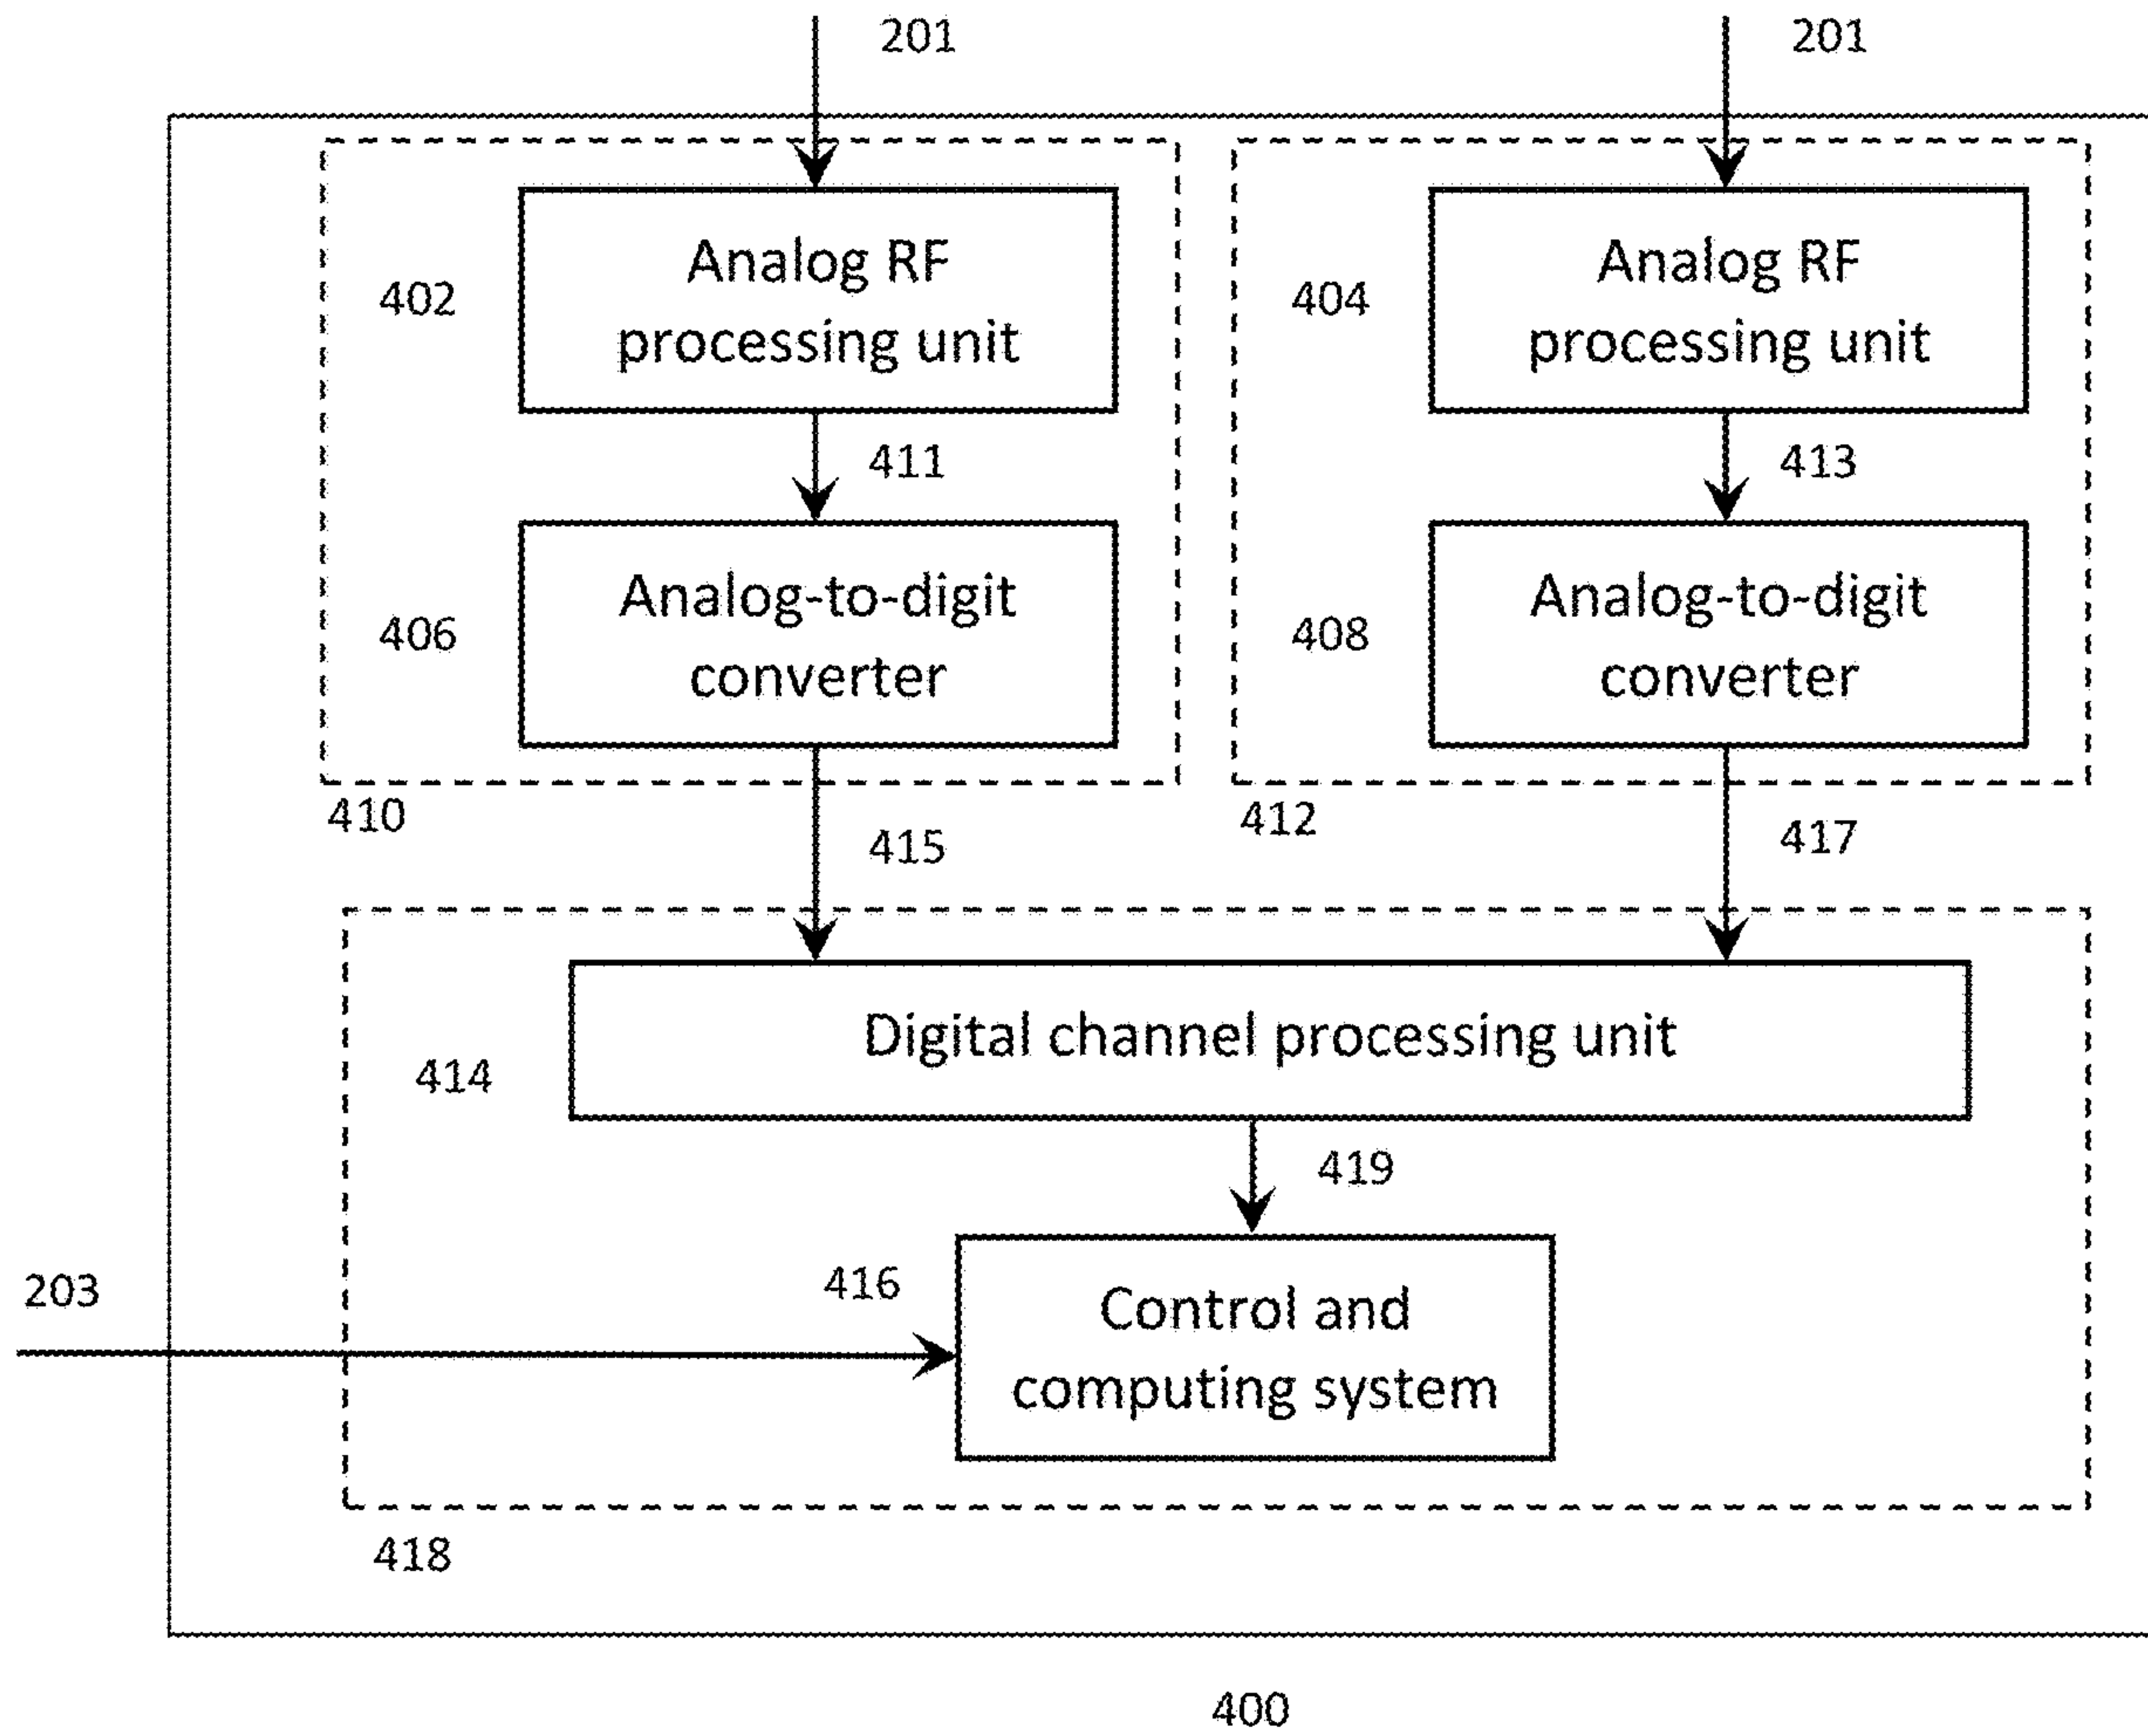 201
201
Analog RF
processing unit
402
Analog RF
processing unit
404
411
413
Analog-to-digit
converter
406
Analog-to-digit
converter
408
410
412
415
417
Digital channel processing unit
414
419
203
416
Control and
computing system
418
400